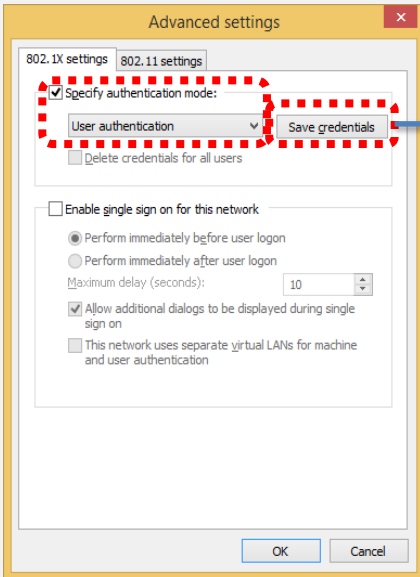 Advanced settings
802.1X settings 802.11 settings
Specify authentication mode:
User authentication Save credentials
Delete credentials for all users
Enable single sign on for this network
Perform immediately before user logon
Perform immediately after user logon
Maximum delay (seconds): 10
Allow additional dialogs to be displayed during single
sign on
This network uses separate virtual LANs for machine
and user authentication
OK Cancel